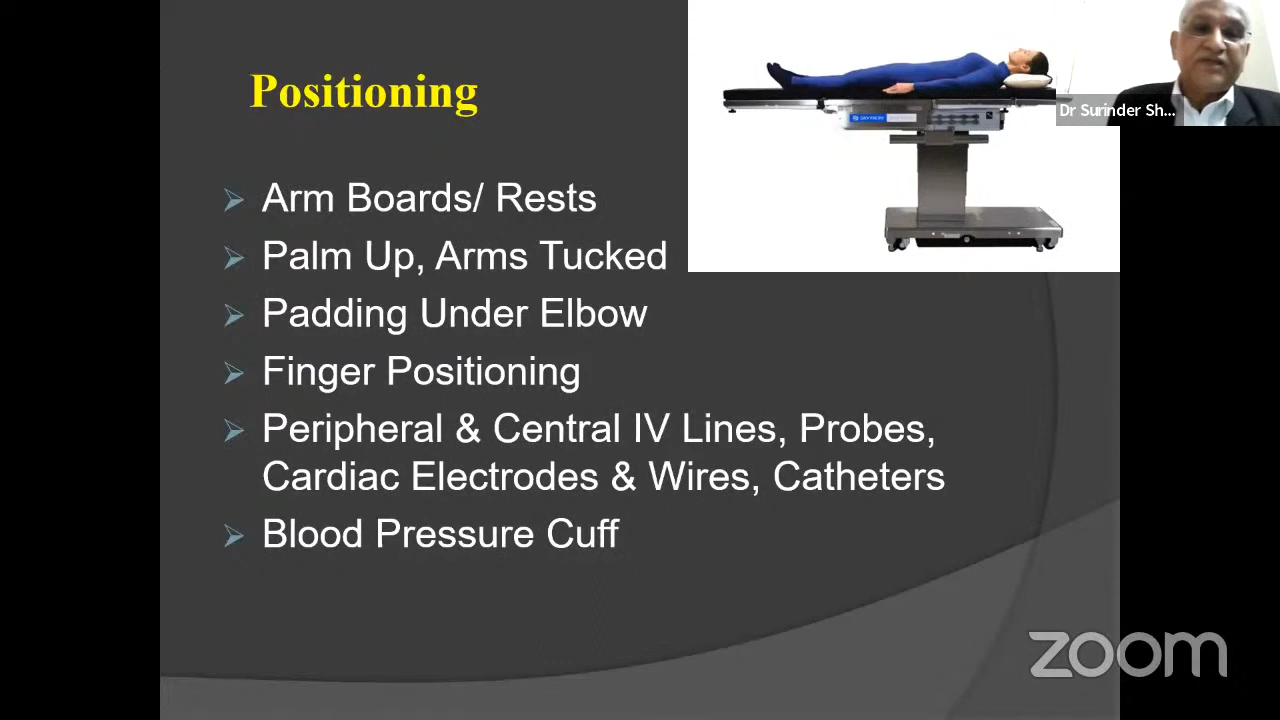 Positioning
Dr Surinder Sh...
Arm Boards/ Rests
Palm Up, Arms Tucked
Padding Under Elbow
Finger Positioning
Peripheral & Central IV Lines, Probes,
Cardiac Electrodes & Wires, Catheters
Blood Pressure Cuff
zoom